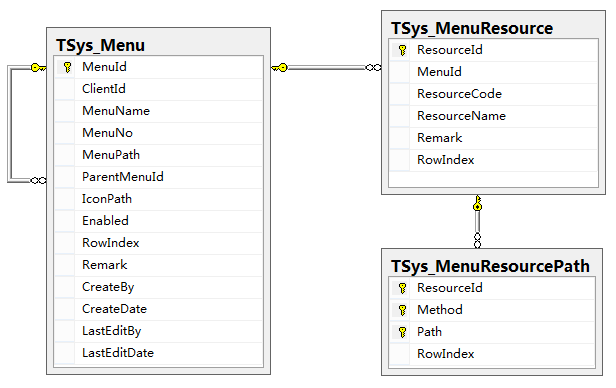 TSys_Menu
MenuId
ClientId
MenuName
MenuNo
MenuPath
ParentMenuId
IconPath
Enabled
RowIndex
Remark
CreateBy
CreateDate
LastEditBy
LastEditDate
TSys_MenuResource
ResourceId
MenuId
ResourceCode
ResourceName
Remark
RowIndex
TSys_MenuResourcePath
ResourceId
Method
Path
RowIndex